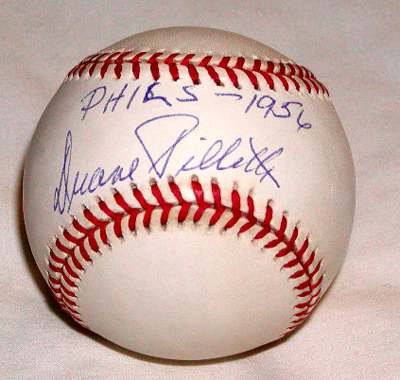 PHILS - 1956
Duane Pillette